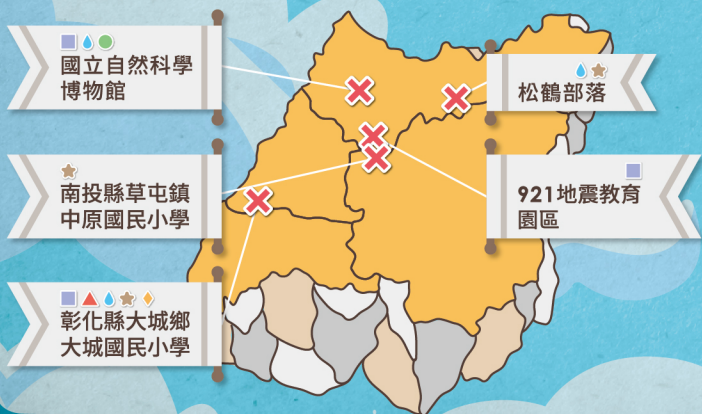 國立自然科學
博物館
松鶴部落
南投縣草屯鎮
中原國民小學
921地震教育
園區
彰化縣大城鄉
大城國民小學